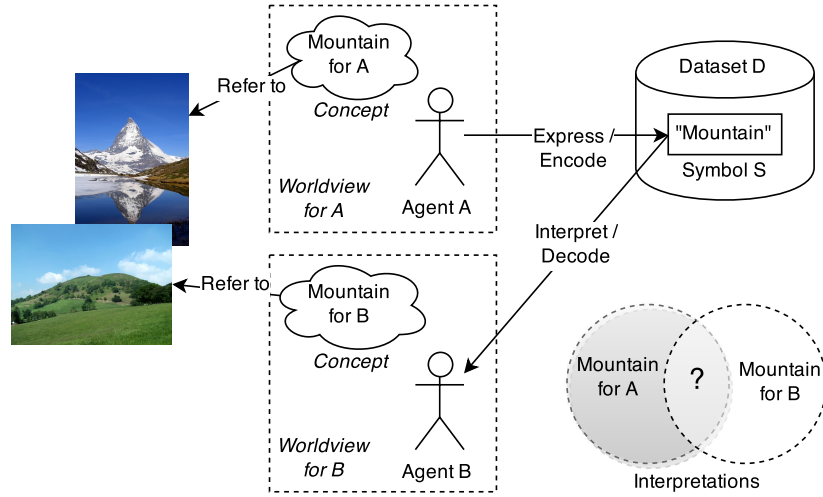 Mountain
for A
Refer to
Concept
Worldview
for A
Agent A
Express /
Encode
Dataset D
"Mountain"
Symbol S
Interpret /
Decode
Refer to
Mountain
for B
Concept
Worldview
for B
Agent B
Mountain
for A
?
Mountain
for B
Interpretations